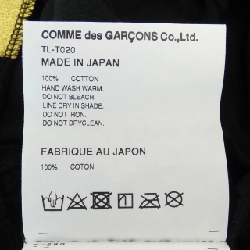 COMME des GARÇONS Co., Ltd.
TL-T020
MADE IN JAPAN
100% COTTON
HAND WASH WARM.
DO NOT BLEACH.
LINE DRY IN SHADE.
DO NOT IRON.
DO NOT DRYCLEAN.
FABRIQUE AU JAPON
100% COTON